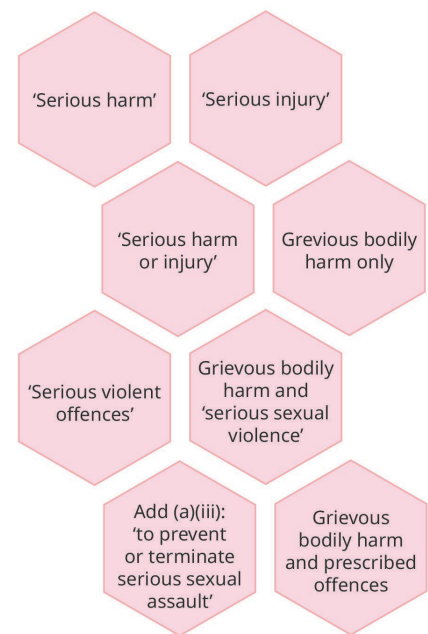 ‘Serious harm’
‘Serious injury’
‘Serious harm
or injury’
Grevious bodily
harm only
‘Serious violent
offences’
Grievous bodily
harm and
‘serious sexual
violence’
Add (a)(iii):
‘to prevent
or terminate
serious sexual
assault’
Grievous
bodily harm
and prescribed
offences